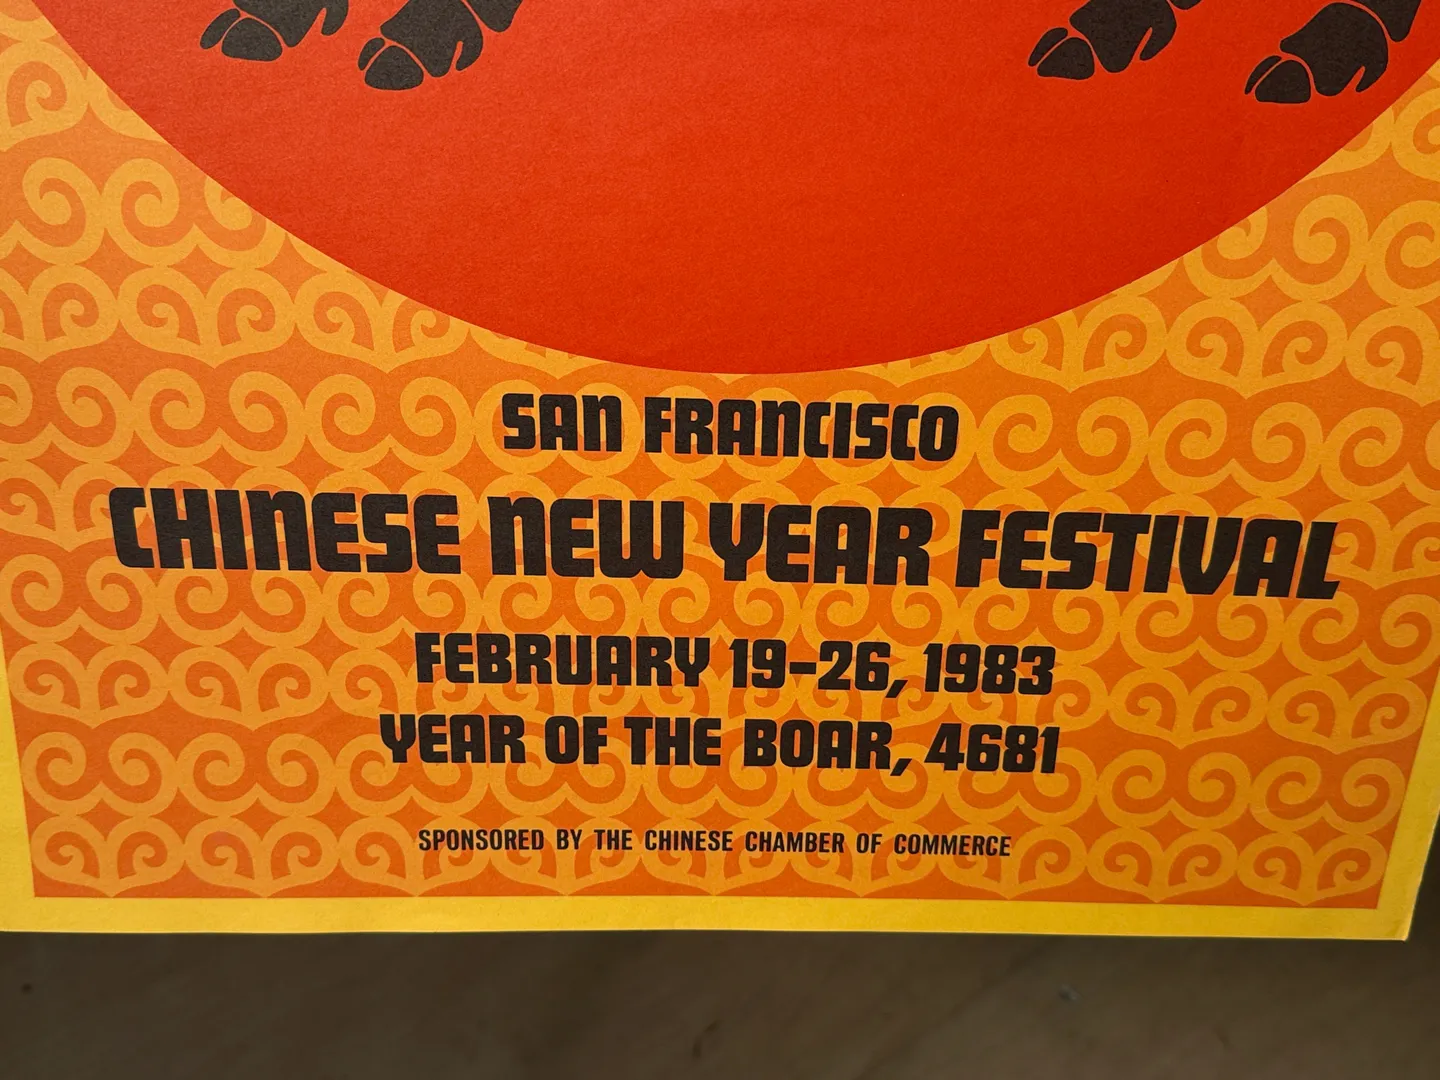 SAN FRANCISCO
CHINESE NEW YEAR FESTIVAL
FEBRUARY 19-26, 1983
YEAR OF THE BOAR, 4681
SPONSORED BY THE CHINESE CHAMBER OF COMMERCE